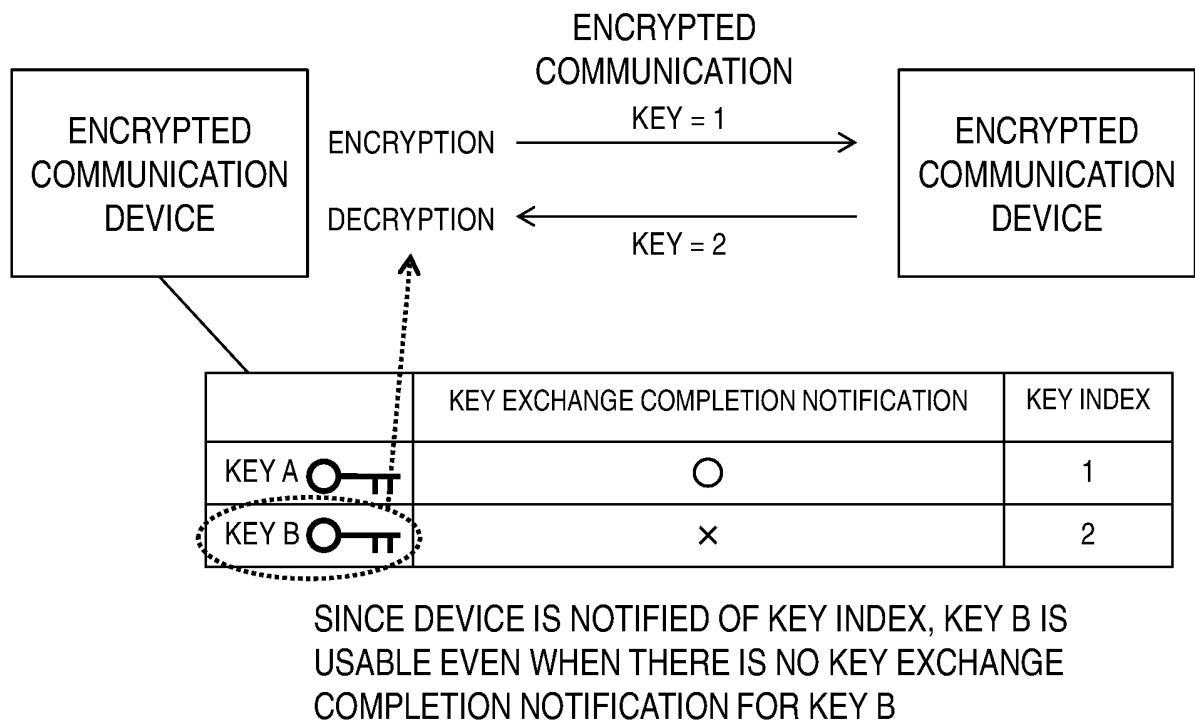 ENCRYPTED
COMMUNICATION
KEY = 1
ENCRYPTED
COMMUNICATION
DEVICE
ENCRYPTION
DECRYPTION
KEY = 2
ENCRYPTED
COMMUNICATION
DEVICE
KEY EXCHANGE COMPLETION NOTIFICATION KEY INDEX
KEY A ○ 1
KEY B × 2
SINCE DEVICE IS NOTIFIED OF KEY INDEX, KEY B IS
USABLE EVEN WHEN THERE IS NO KEY EXCHANGE
COMPLETION NOTIFICATION FOR KEY B